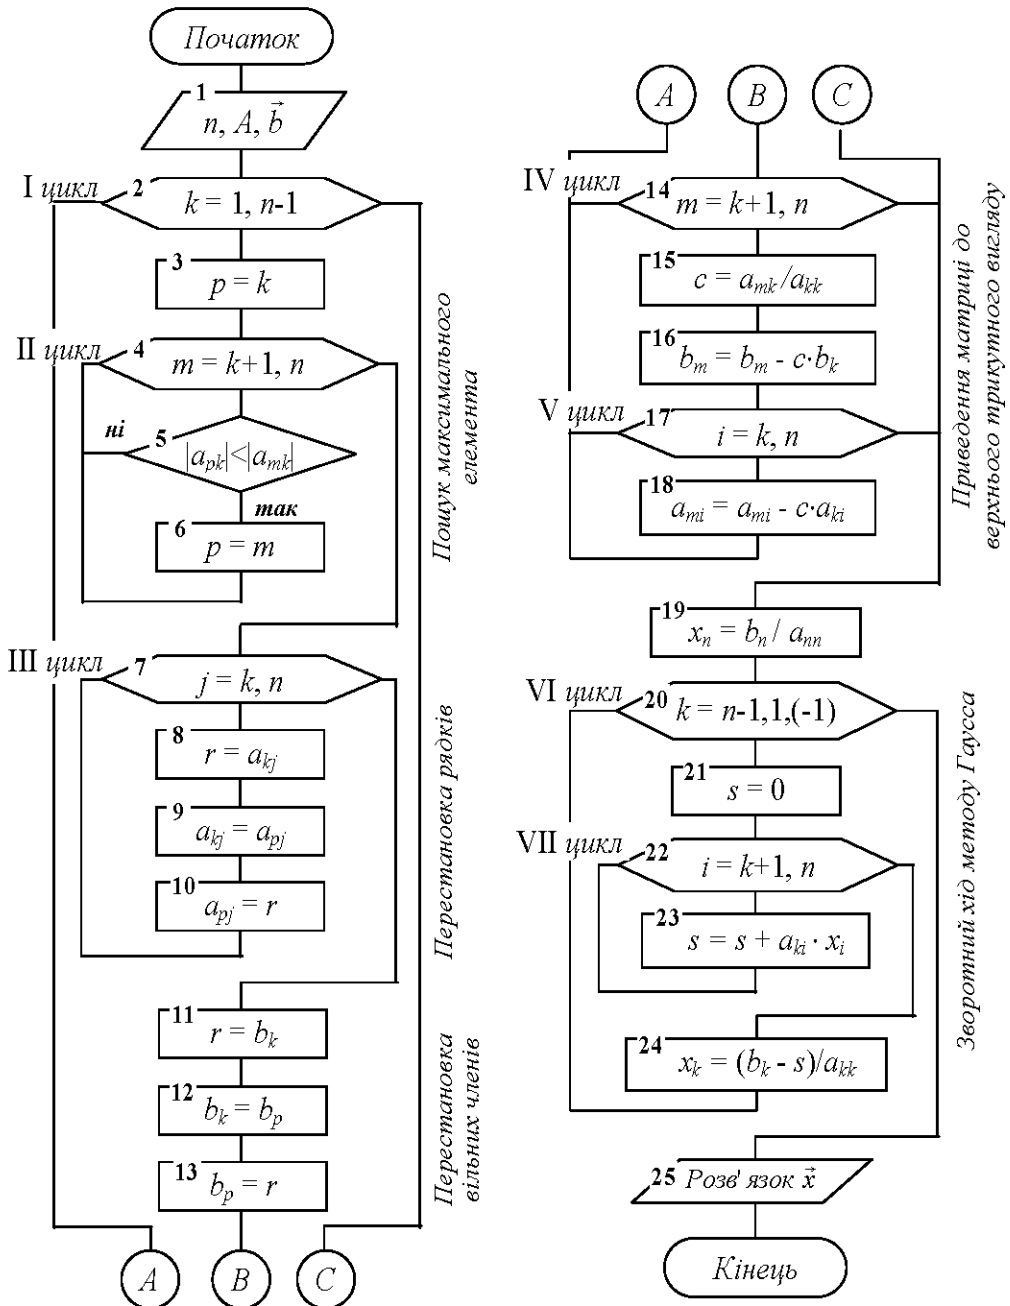 Початок
1
n, A, b⃗
I цикл
2
k = 1, n-1
3
p = k
II цикл
4
m = k+1, n
ні
5
|aₚₖ|<|aₘₖ|
так
6
p = m
Пошук максимального
елемента
III цикл
7
j = k, n
8
r = aₖⱼ
9
aₖⱼ = aₚⱼ
10
aₚⱼ = r
Перестановка рядків
11
r = bₖ
12
bₖ = bₚ
13
bₚ = r
Перестановка
вільних членів
A
B
C
A
B
C
IV цикл
14
m = k+1, n
15
c = aₘₖ/aₖₖ
16
bₘ = bₘ - c·bₖ
V цикл
17
i = k, n
18
aₘᵢ = aₘᵢ - c·aₖᵢ
Приведення матриці до
верхнього трикутного вигляду
19
xₙ = bₙ / aₙₙ
VI цикл
20
k = n-1,1,(-1)
21
s = 0
VII цикл
22
i = k+1, n
23
s = s + aₖᵢ · xᵢ
24
xₖ = (bₖ - s)/aₖₖ
Зворотний хід методу Гаусса
25
Розв' язок x⃗
Кінець